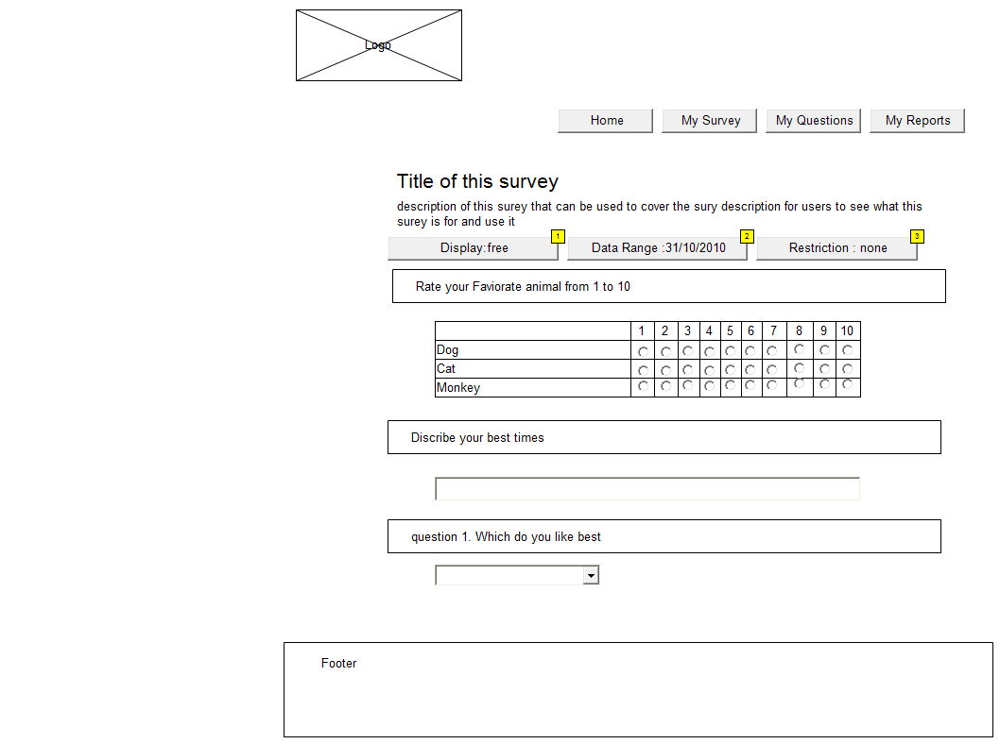 Logo
Home My Survey My Questions My Reports
Title of this survey
description of this surey that can be used to cover the sury description for users to see what this
surey is for and use it
1 2 3
Display:free Data Range :31/10/2010 Restriction : none
Rate your Faviorate animal from 1 to 10
1 2 3 4 5 6 7 8 9 10
Dog
Cat
Monkey
Discribe your best times
question 1. Which do you like best
Footer